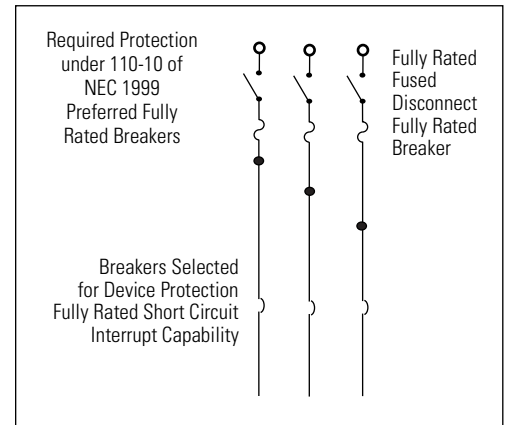 Required Protection
under 110-10 of
NEC 1999
Preferred Fully
Rated Breakers
Fully Rated
Fused
Disconnect
Fully Rated
Breaker
Breakers Selected
for Device Protection
Fully Rated Short Circuit
Interrupt Capability